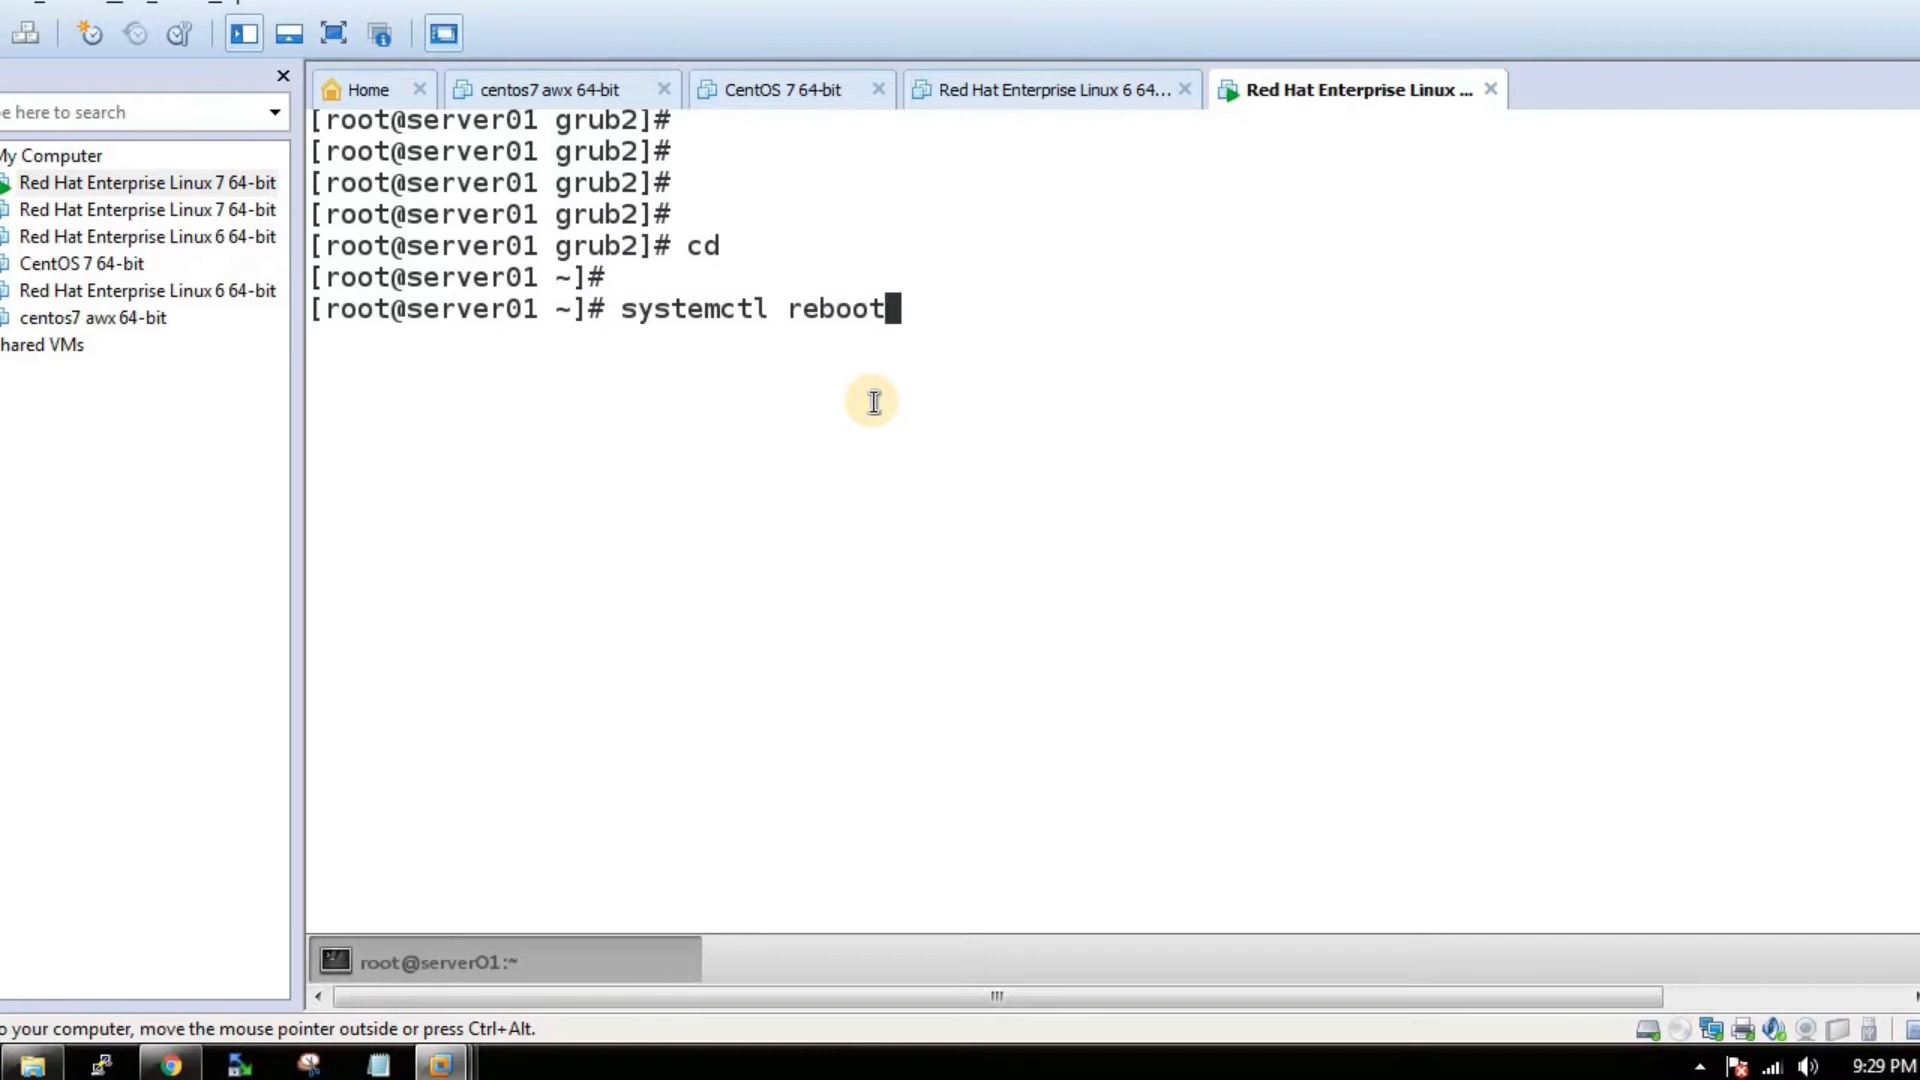 Home
centos7 awx 64-bit
CentOS 7 64-bit
Red Hat Enterprise Linux 6 64...
Red Hat Enterprise Linux ...
e here to search
My Computer
Red Hat Enterprise Linux 7 64-bit
Red Hat Enterprise Linux 7 64-bit
Red Hat Enterprise Linux 6 64-bit
CentOS 7 64-bit
Red Hat Enterprise Linux 6 64-bit
centos7 awx 64-bit
hared VMs
[root@server01 grub2]#
[root@server01 grub2]#
[root@server01 grub2]#
[root@server01 grub2]#
[root@server01 grub2]# cd
[root@server01 ~]#
[root@server01 ~]# systemctl reboot
root@server01:~
o your computer, move the mouse pointer outside or press Ctrl+Alt.
9:29 PM